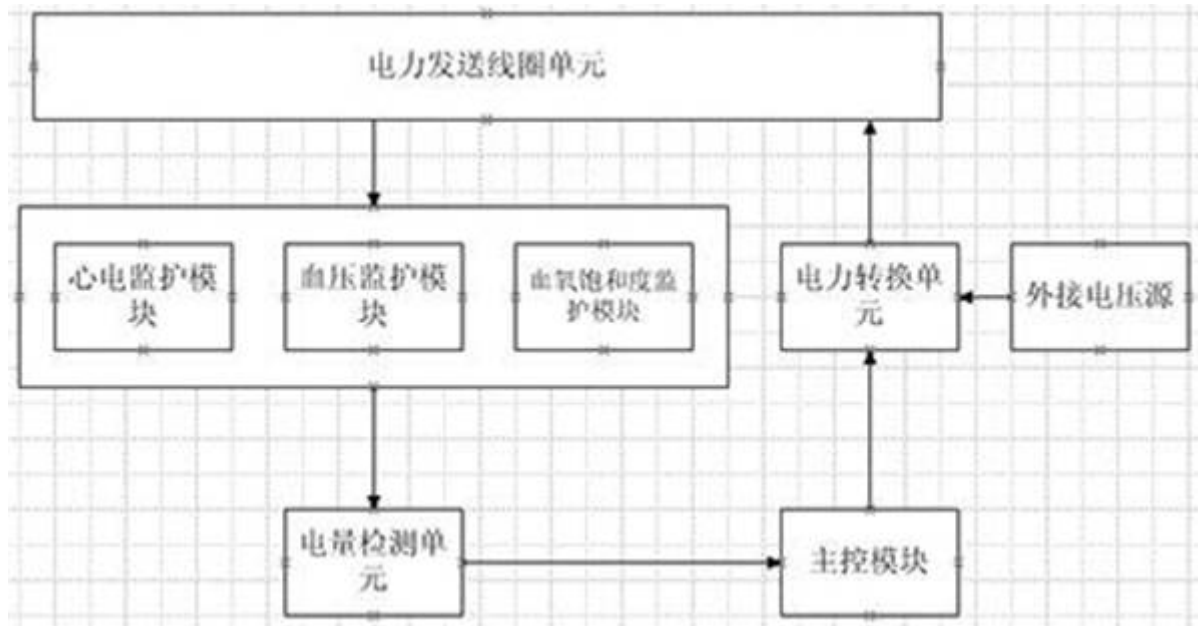 电力发送线圈单元
心电监护模
块
血压监护模
块
血氧饱和度监
护模块
电力转换单
元
外接电压源
电量检测单
元
主控模块